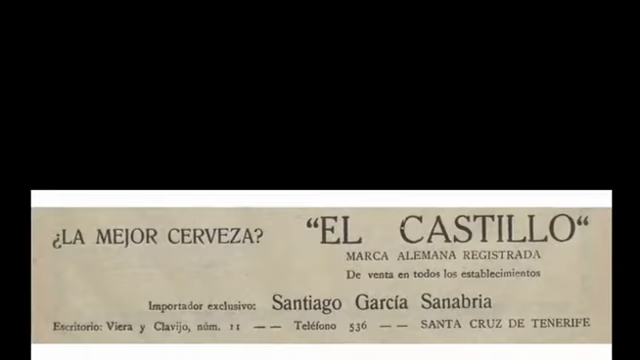 ¿LA MEJOR CERVEZA? “EL CASTILLO“
MARCA ALEMANA REGISTRADA
De venta en todos los establecimientos
Importador exclusivo: Santiago García Sanabria
Escritorio: Viera y Clavijo, núm. 11 —— Teléfono 536 —— SANTA CRUZ DE TENERIFE